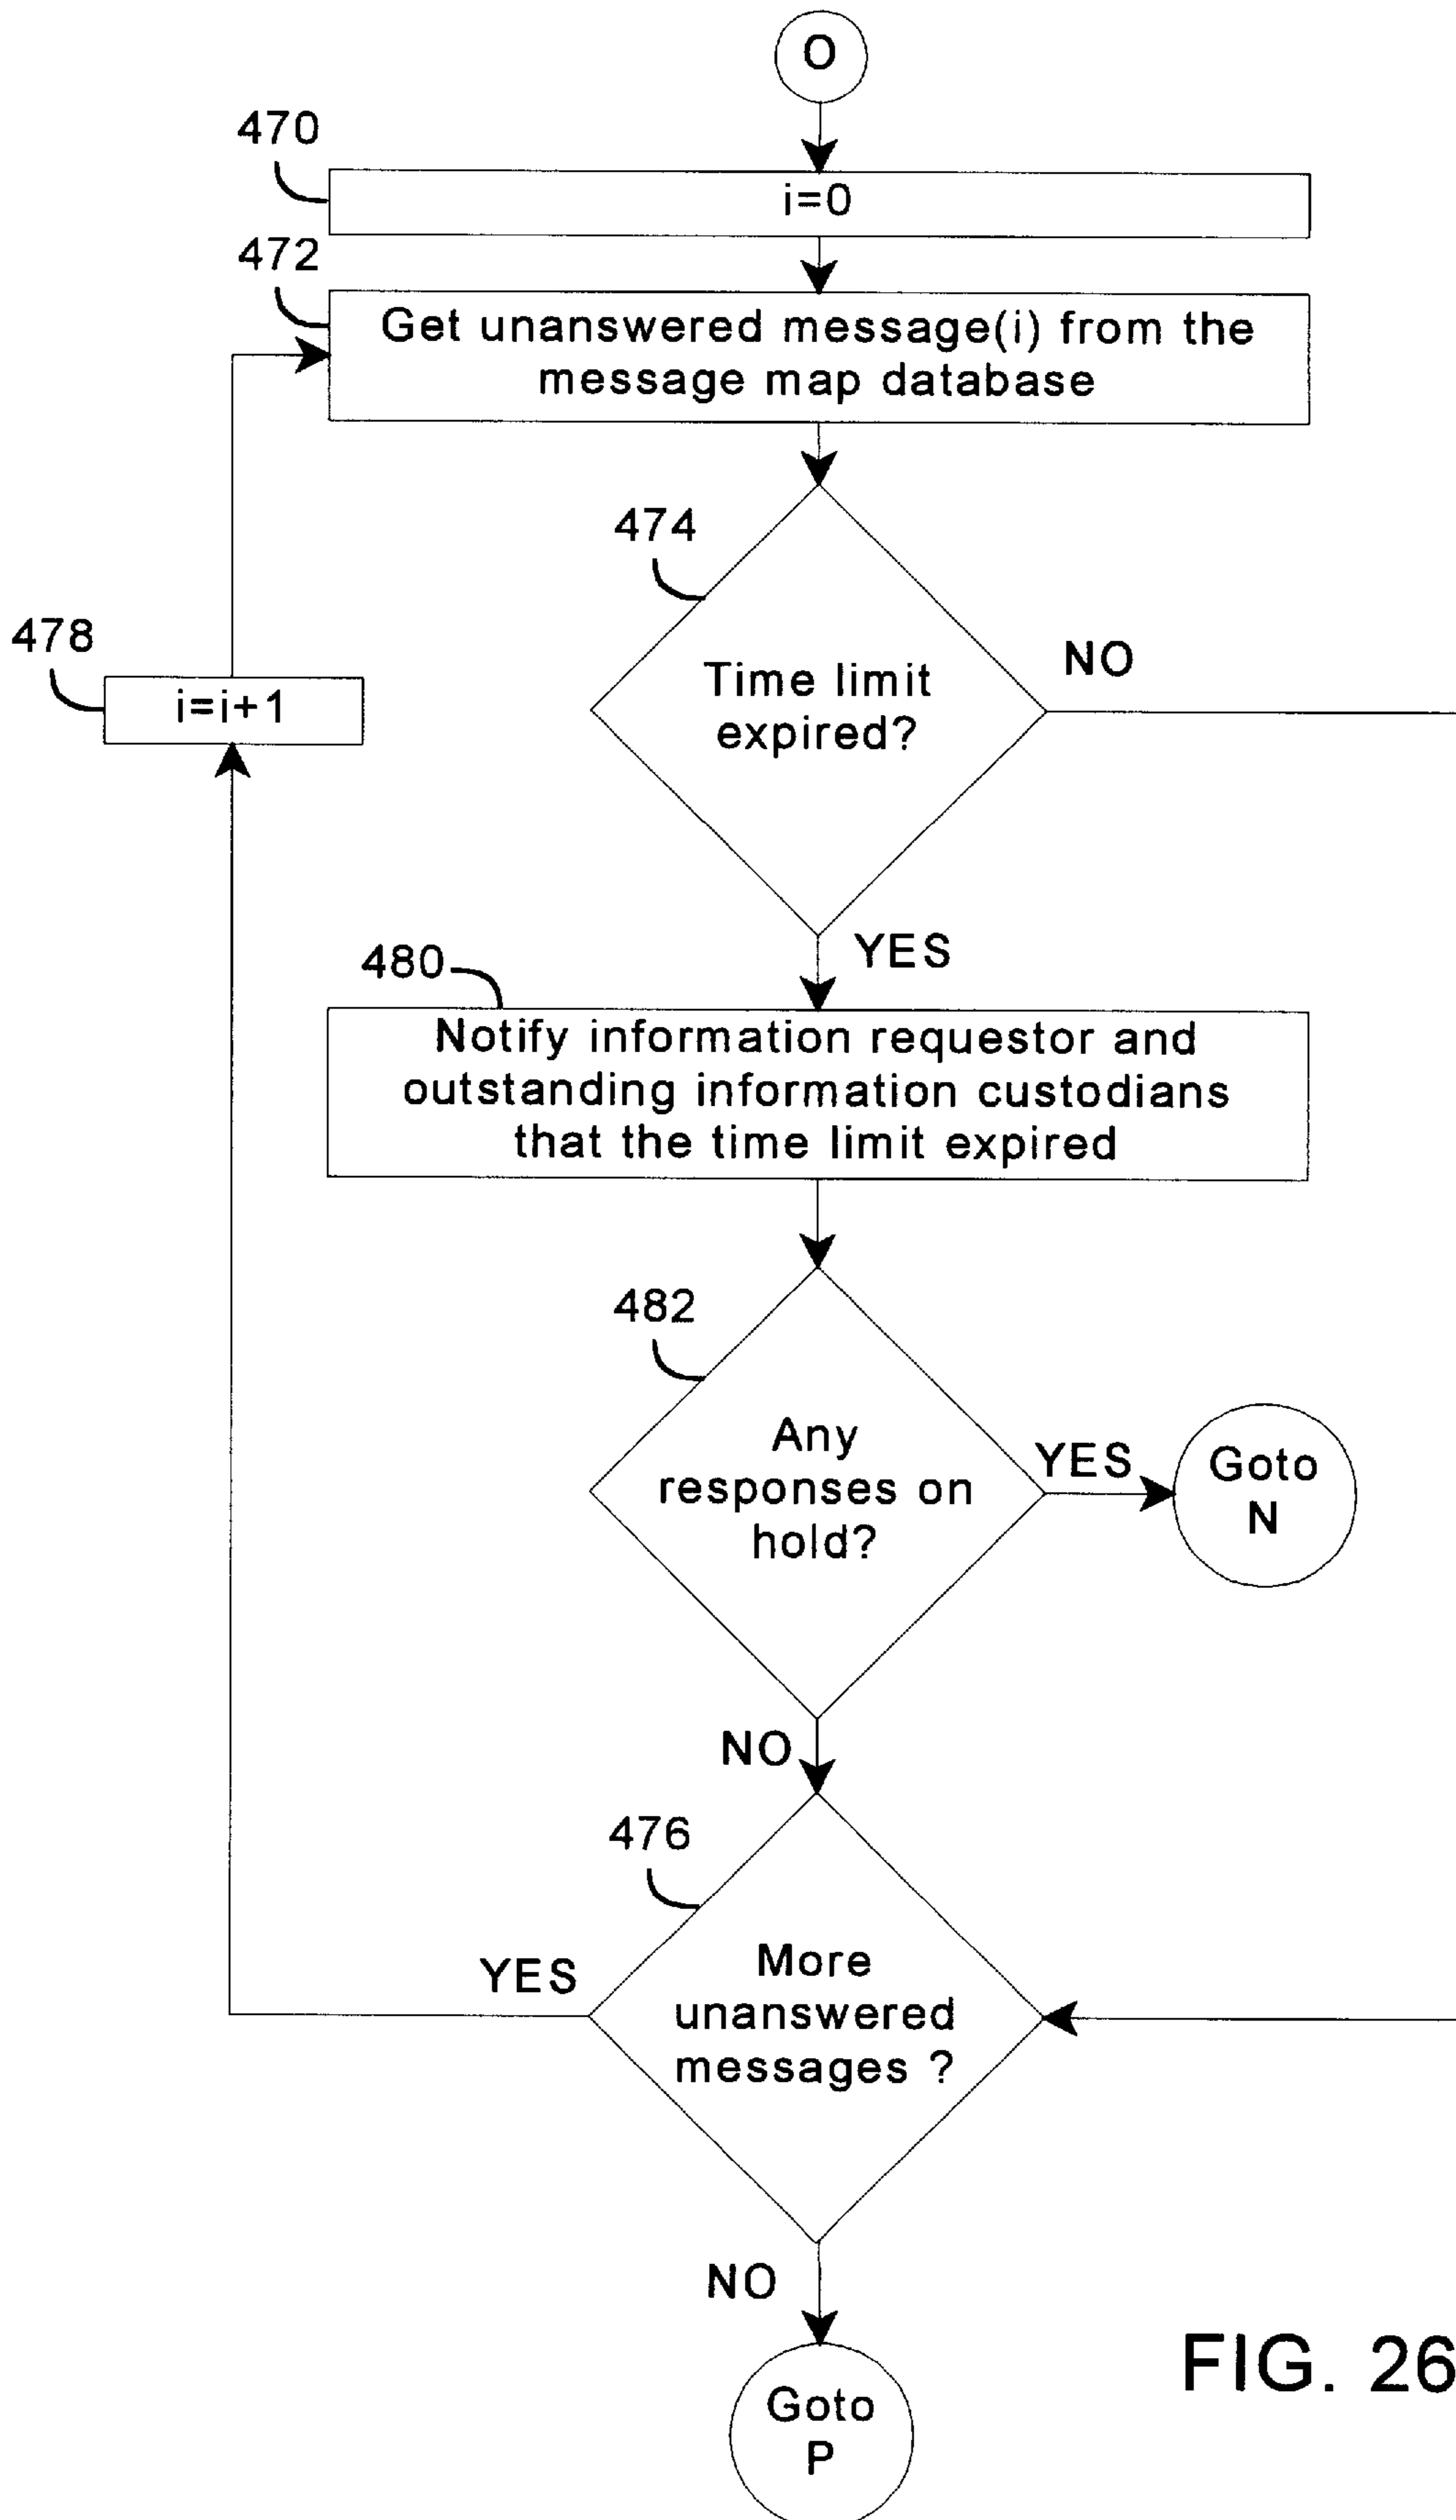 O
470
i=0
472
Get unanswered message(i) from the
message map database
474
Time limit
expired?
NO
478
i=i+1
YES
480
Notify information requestor and
outstanding information custodians
that the time limit expired
482
Any
responses on
hold?
YES
Goto
N
NO
476
More
unanswered
messages ?
YES
NO
Goto
P
FIG. 26